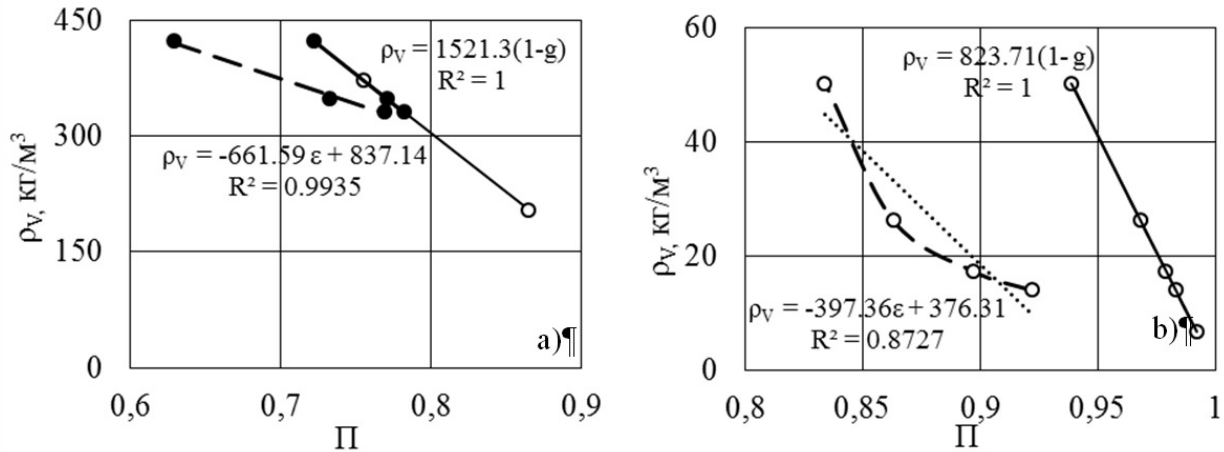 450
300
150
0
ρV, кг/м³
0,6
0,7
0,8
0,9
П
ρV = 1521.3(1-g)
R² = 1
ρV = -661.59 ε + 837.14
R² = 0.9935
a)¶
60
40
20
0
ρV, кг/м³
0,8
0,85
0,9
0,95
1
П
ρV = 823.71(1- g)
R² = 1
ρV = -397.36ε + 376.31
R² = 0.8727
b)¶